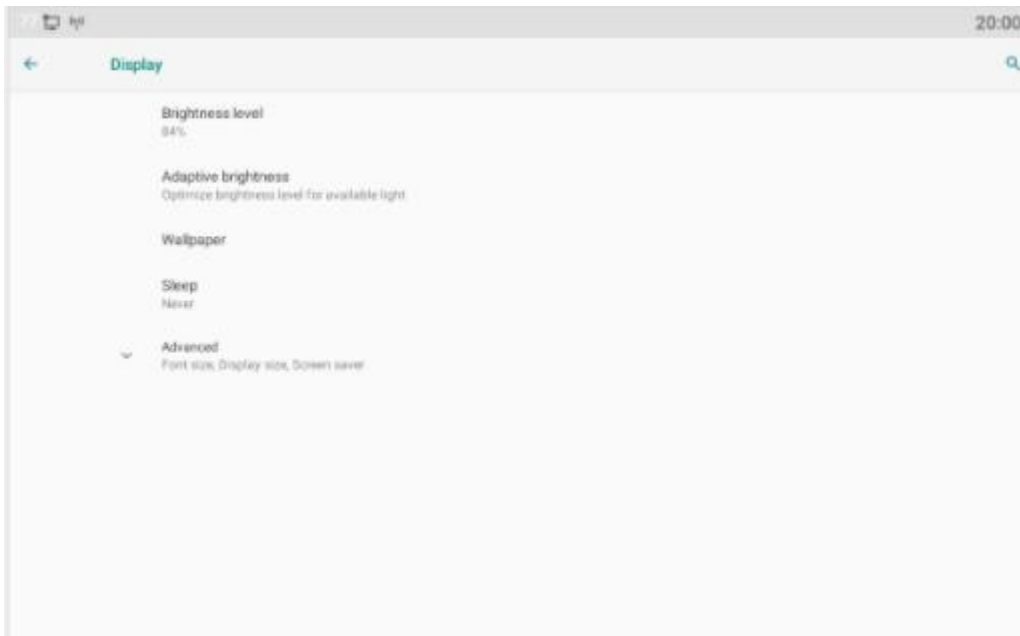 20:00
Display
Brightness level
84%
Adaptive brightness
Optimize brightness level for available light
Wallpaper
Sleep
Never
Advanced
Font size, Display size, Screen saver